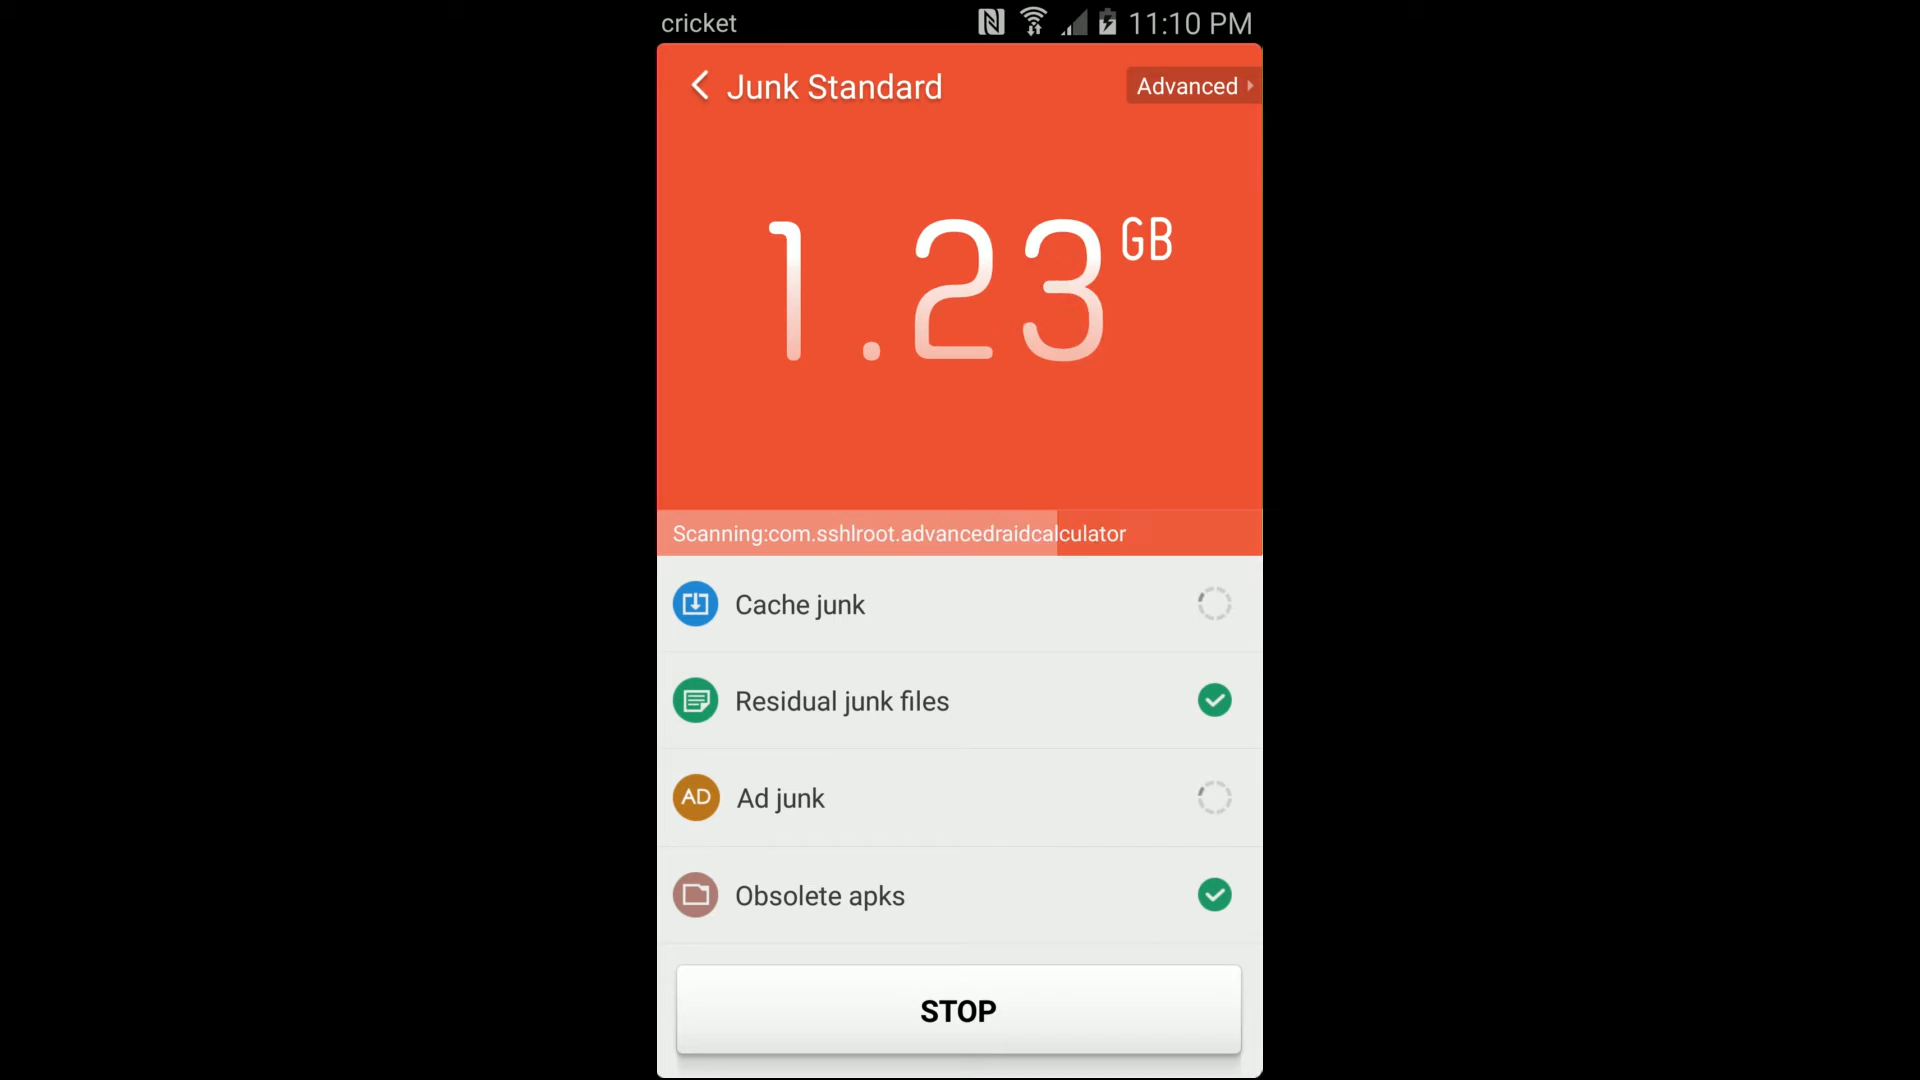 cricket 11:10 PM
Junk Standard Advanced
1.23 GB
Scanning:com.sshlroot.advancedraidcalculator
Cache junk
Residual junk files
AD Ad junk
Obsolete apks
STOP